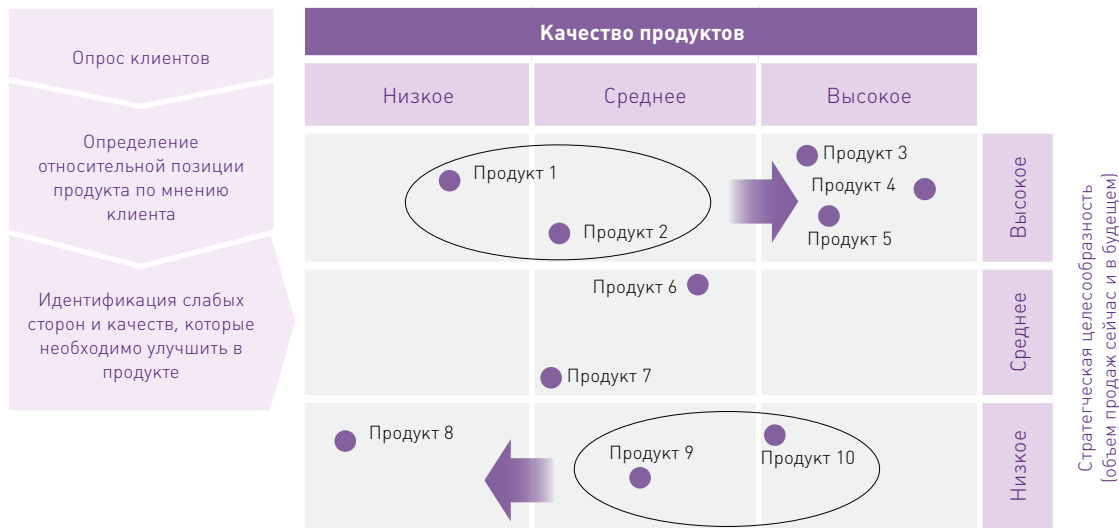 Опрос клиентов
Определение
относительной позиции
продукта по мнению
клиента
Идентификация слабых
сторон и качеств, которые
необходимо улучшить в
продукте
Качество продуктов
Низкое
Среднее
Высокое
Продукт 1
Продукт 2
Продукт 3
Продукт 4
Продукт 5
Продукт 6
Продукт 7
Продукт 8
Продукт 9
Продукт 10
Высокое
Среднее
Низкое
Стратегческая целесообразность
(объем продаж сейчас и в будещем)